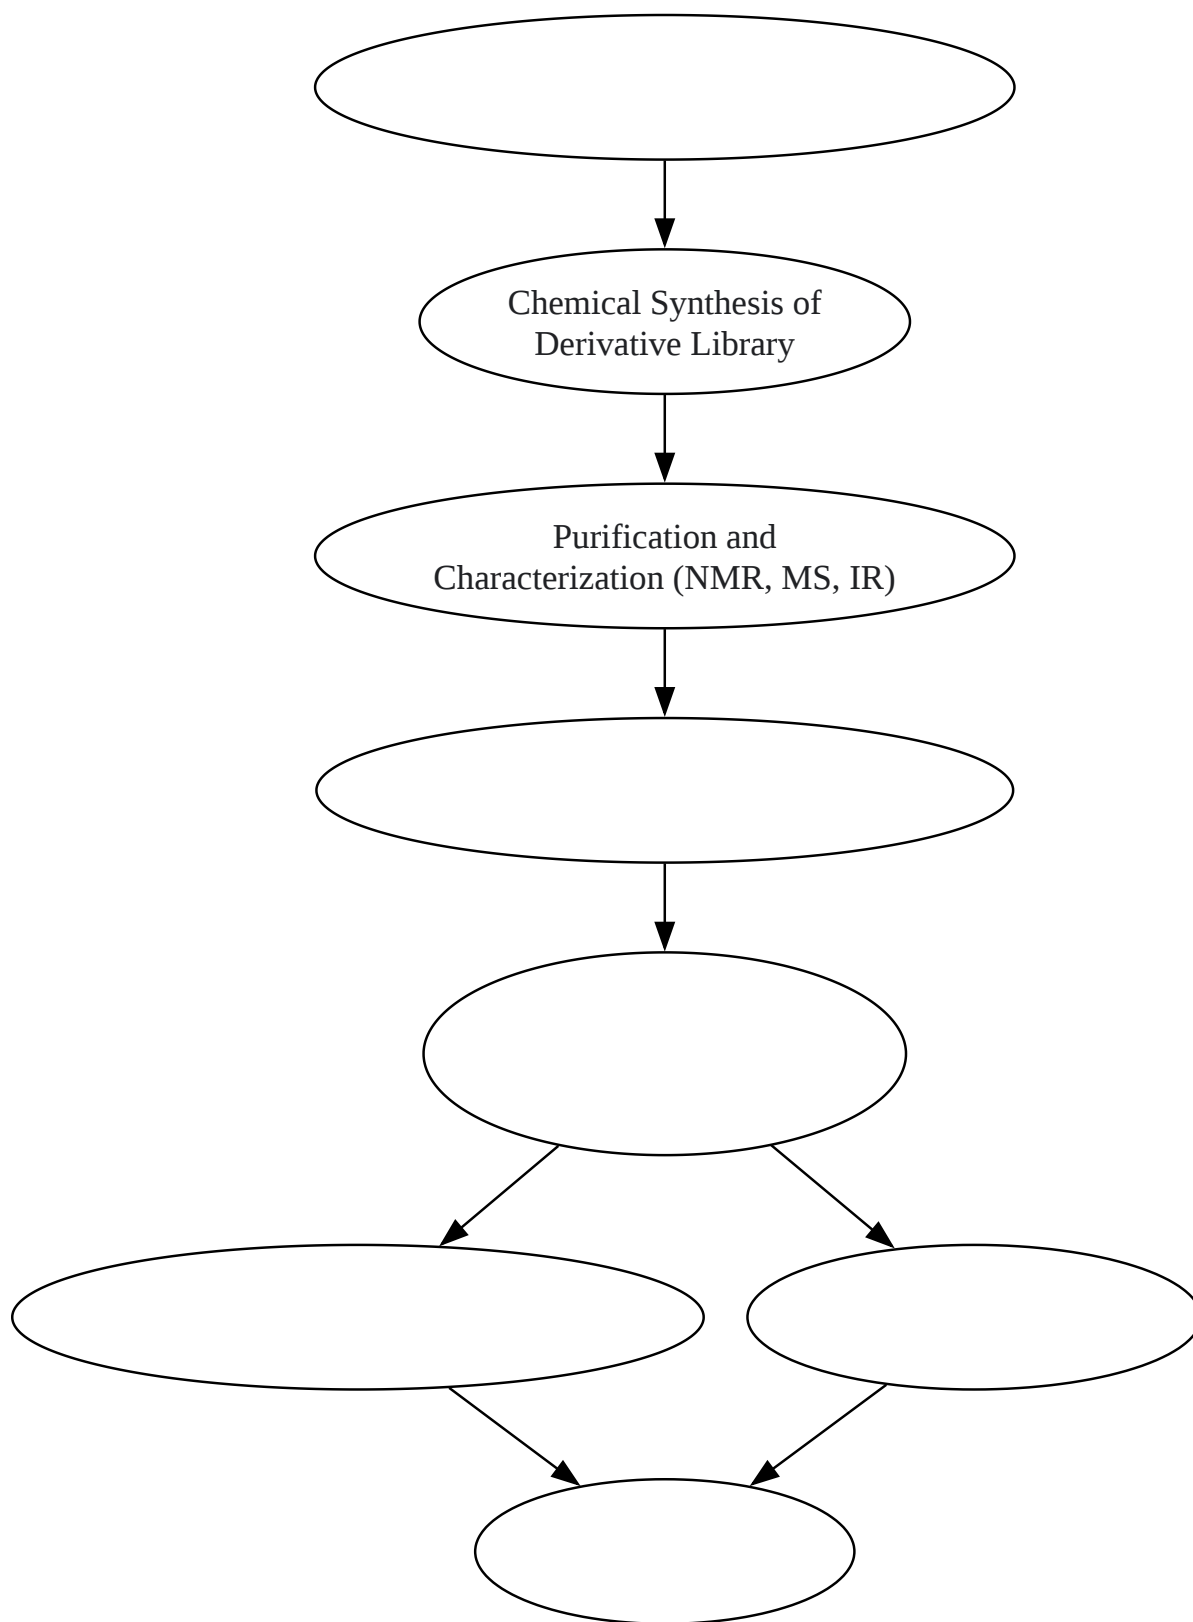 Chemical Synthesis of
Derivative Library
Purification and
Characterization (NMR, MS, IR)